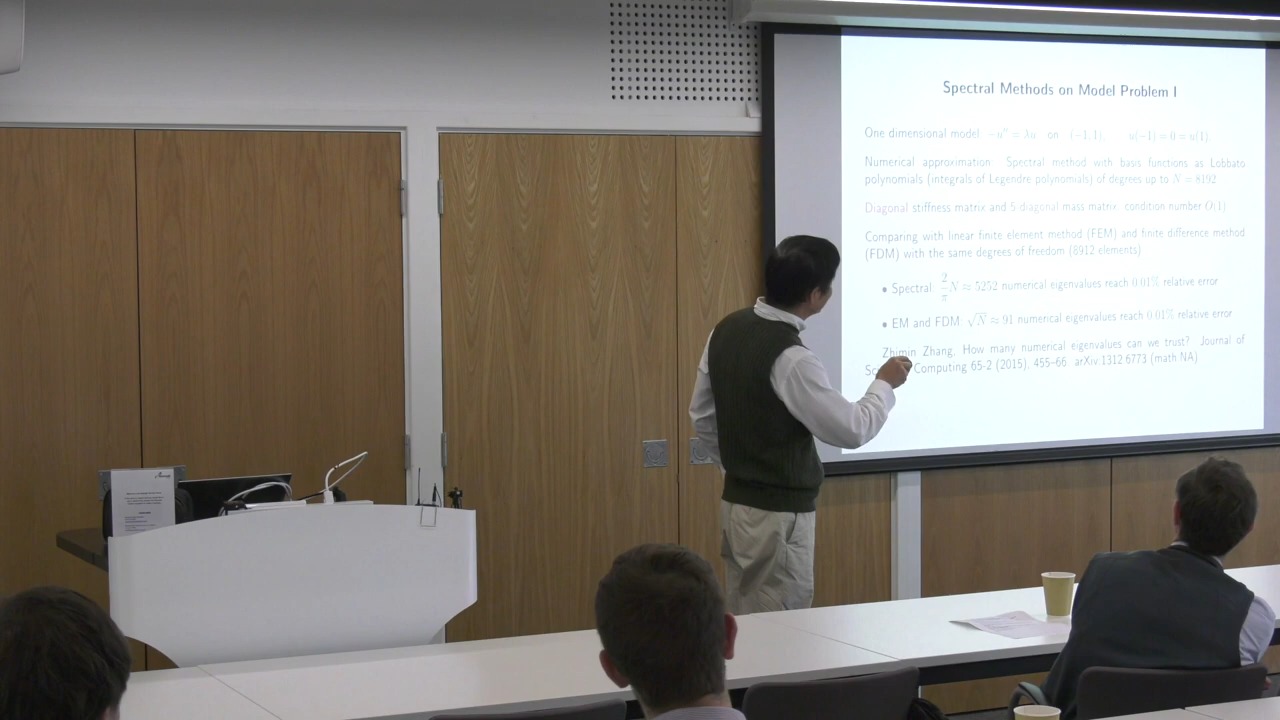 Spectral Methods on Model Problem I
One dimensional model: −u″ = λu on (−1, 1), u(−1) = 0 = u(1).
Numerical approximation: Spectral method with basis functions as Lobbato
polynomials (integrals of Legendre polynomials) of degrees up to N = 8192
Diagonal stiffness matrix and 5-diagonal mass matrix: condition number O(1)
Comparing with linear finite element method (FEM) and finite difference method
(FDM) with the same degrees of freedom (8912 elements)
• Spectral: 2/π N ≈ 5252 numerical eigenvalues reach 0.01% relative error
• EM and FDM: √N ≈ 91 numerical eigenvalues reach 0.01% relative error
Zhimin Zhang, How many numerical eigenvalues can we trust? Journal of
Computing 65-2 (2015), 455–66, arXiv:1312.6773 (math NA)